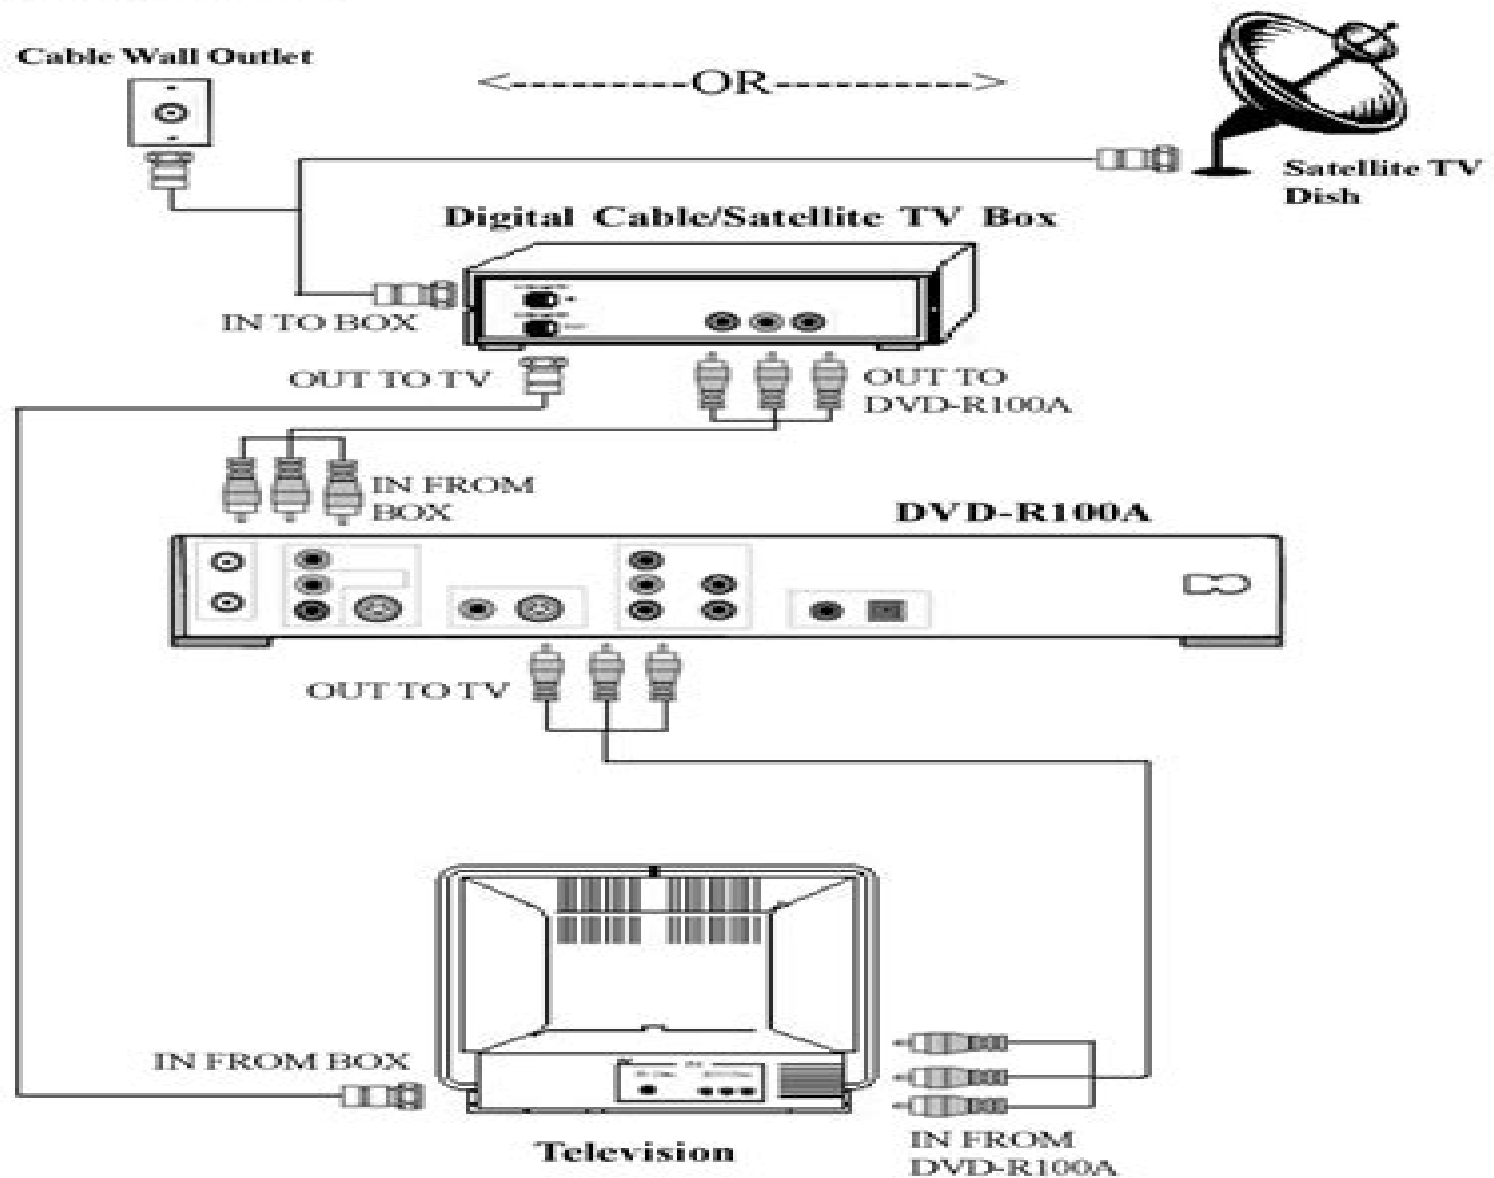 Cable Wall Outlet
<-----------OR----------->
Satellite TV
Dish
Digital Cable/Satellite TV Box
IN TO BOX
OUT TO TV
OUT TO
DVD-R100A
IN FROM
BOX
DVD-R100A
OUT TO TV
IN FROM BOX
Television
IN FROM
DVD-R100A